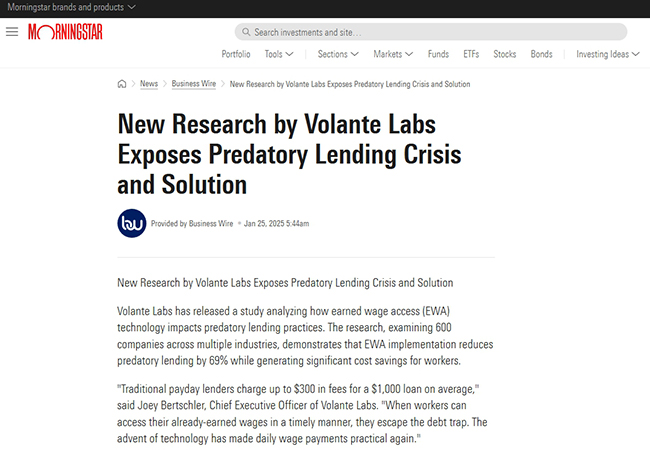 Morningstar brands and products
MORNINGSTAR
Search investments and site…
Portfolio Tools Sections Markets Funds ETFs Stocks Bonds Investing Ideas
News Business Wire New Research by Volante Labs Exposes Predatory Lending Crisis and Solution
New Research by Volante Labs
Exposes Predatory Lending Crisis
and Solution
bw Provided by Business Wire Jan 25, 2025 5:44am
New Research by Volante Labs Exposes Predatory Lending Crisis and Solution
Volante Labs has released a study analyzing how earned wage access (EWA)
technology impacts predatory lending practices. The research, examining 600
companies across multiple industries, demonstrates that EWA implementation reduces
predatory lending by 69% while generating significant cost savings for workers.
"Traditional payday lenders charge up to $300 in fees for a $1,000 loan on average,"
said Joey Bertschler, Chief Executive Officer of Volante Labs. "When workers can
access their already-earned wages in a timely manner, they escape the debt trap. The
advent of technology has made daily wage payments practical again."